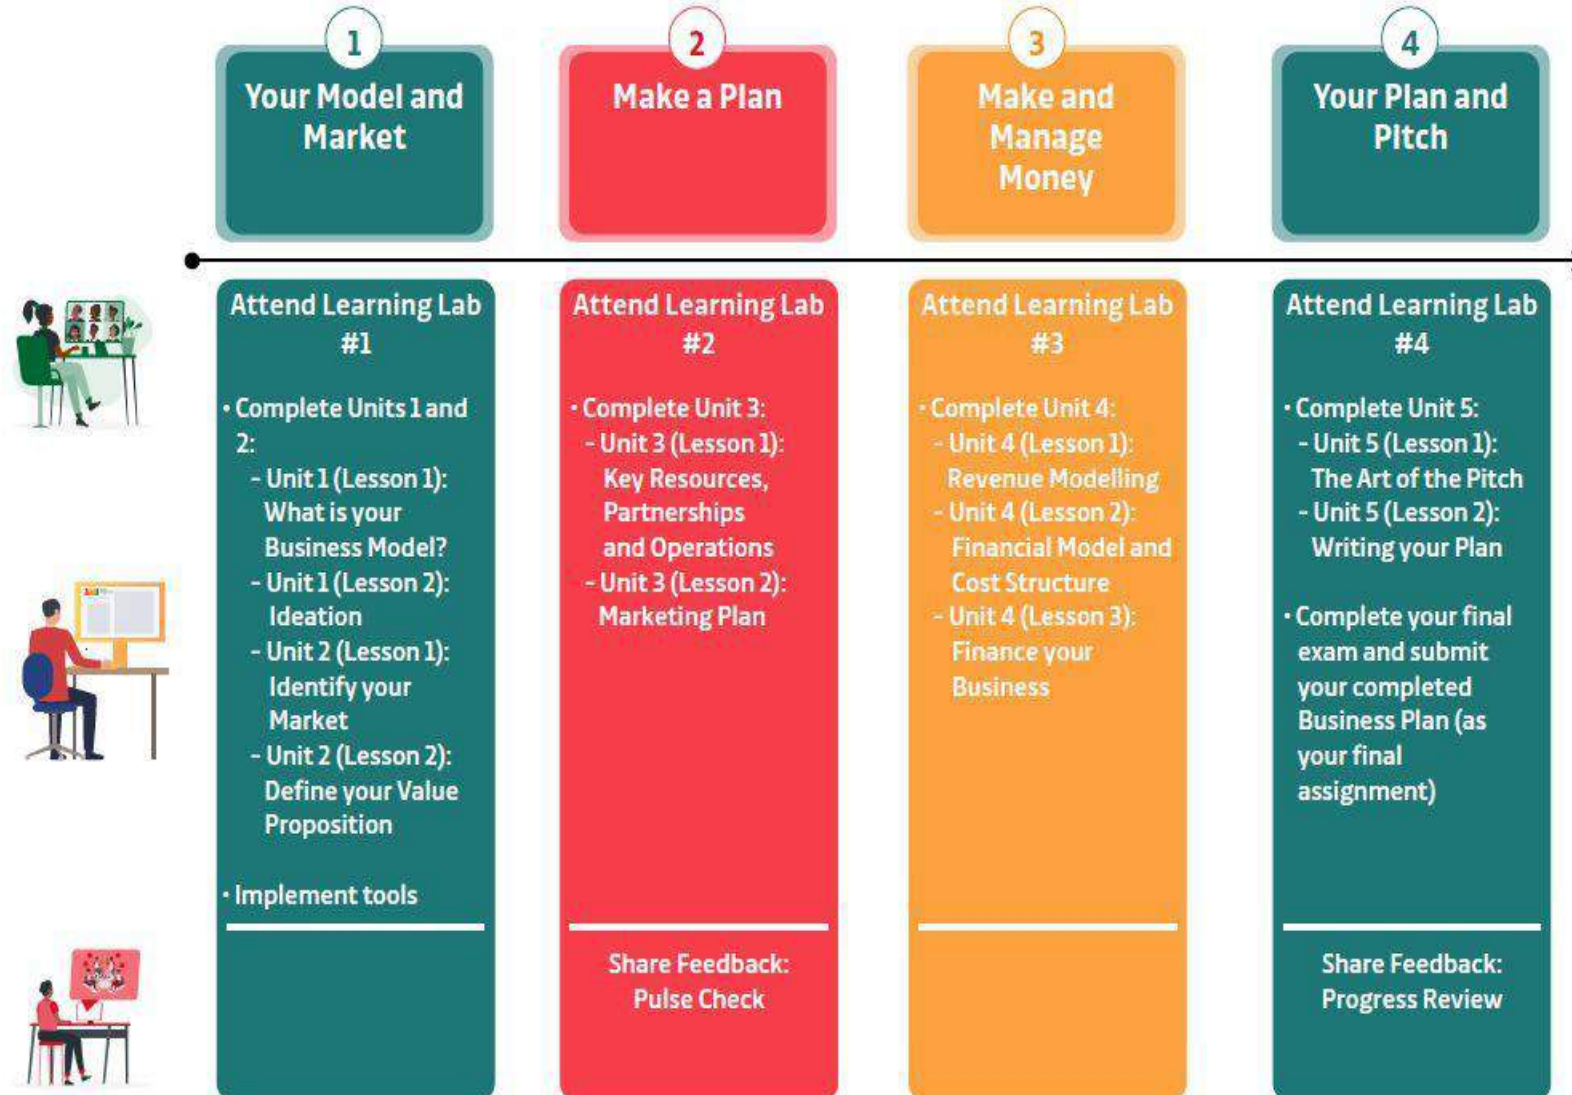 1
Your Model and
Market
2
Make a Plan
3
Make and
Manage
Money
4
Your Plan and
Pitch
Attend Learning Lab
#1
• Complete Units 1 and
2:
- Unit 1 (Lesson 1):
What is your
Business Model?
- Unit 1 (Lesson 2):
Ideation
- Unit 2 (Lesson 1):
Identify your
Market
- Unit 2 (Lesson 2):
Define your Value
Proposition
• Implement tools
Attend Learning Lab
#2
• Complete Unit 3:
- Unit 3 (Lesson 1):
Key Resources,
Partnerships
and Operations
- Unit 3 (Lesson 2):
Marketing Plan
Share Feedback:
Pulse Check
Attend Learning Lab
#3
• Complete Unit 4:
- Unit 4 (Lesson 1):
Revenue Modelling
- Unit 4 (Lesson 2):
Financial Model and
Cost Structure
- Unit 4 (Lesson 3):
Finance your
Business
Attend Learning Lab
#4
• Complete Unit 5:
- Unit 5 (Lesson 1):
The Art of the Pitch
- Unit 5 (Lesson 2):
Writing your Plan
• Complete your final
exam and submit
your completed
Business Plan (as
your final
assignment)
Share Feedback:
Progress Review